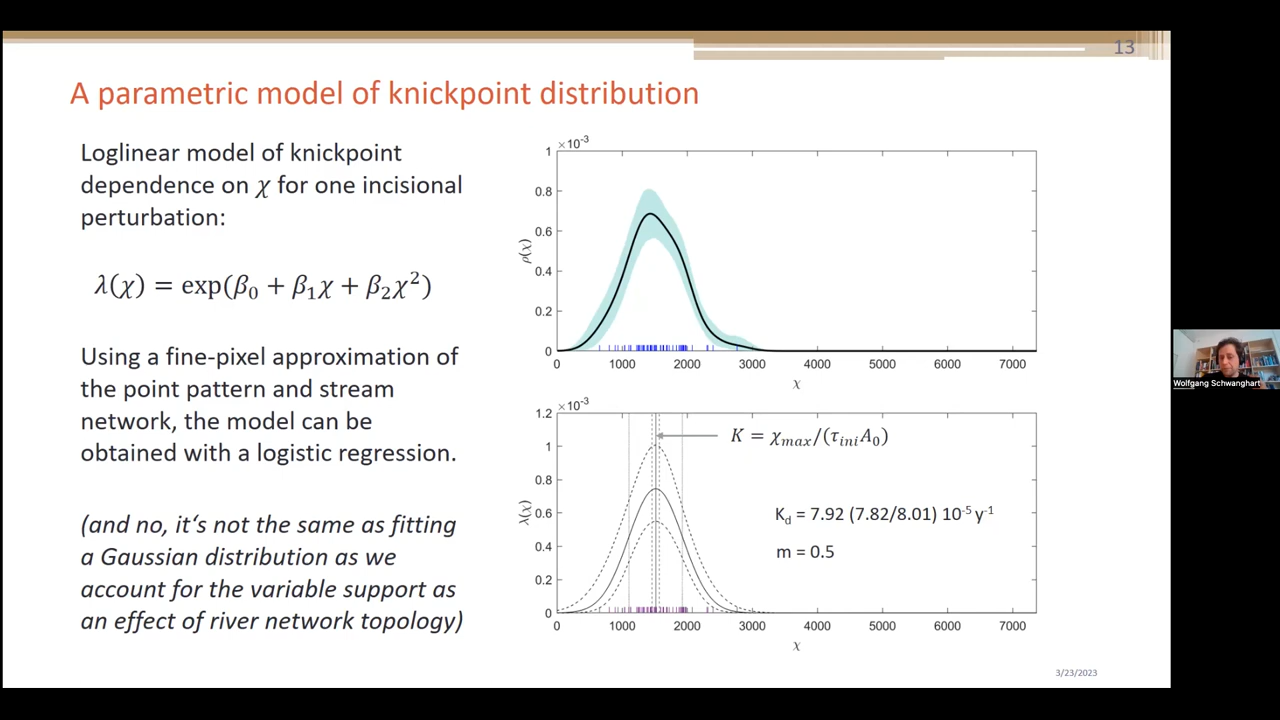 13
A parametric model of knickpoint distribution
Loglinear model of knickpoint
dependence on χ for one incisional
perturbation:
λ(χ) = exp(β₀ + β₁χ + β₂χ²)
Using a fine-pixel approximation of
the point pattern and stream
network, the model can be
obtained with a logistic regression.
(and no, it‘s not the same as fitting
a Gaussian distribution as we
account for the variable support as
an effect of river network topology)
×10⁻³
1
0.8
0.6
0.4
0.2
0
ρ(χ)
0 1000 2000 3000 4000 5000 6000 7000
χ
×10⁻³
1.2
1
0.8
0.6
0.4
0.2
0
λ(χ)
K = χₘₐₓ/(τᵢₙᵢA₀)
K_d = 7.92 (7.82/8.01) 10⁻⁵ y⁻¹
m = 0.5
0 1000 2000 3000 4000 5000 6000 7000
χ
3/23/2023
Wolfgang Schwanghart